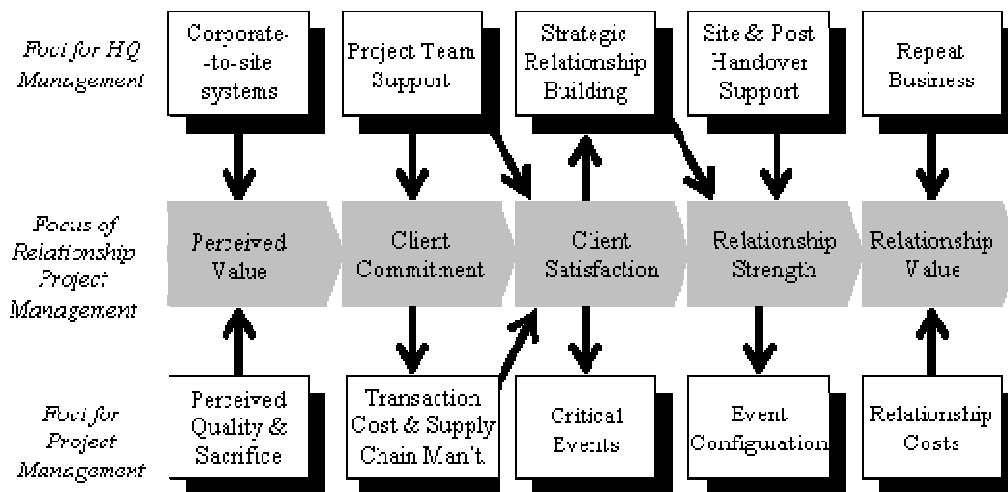 Foci for HQ
Management
Corporate-
-to-site
systems
Project Team
Support
Strategic
Relationship
Building
Site & Post
Handover
Support
Repeat
Business
Focus of
Relationship
Project
Management
Perceived
Value
Client
Commitment
Client
Satisfaction
Relationship
Strength
Relationship
Value
Foci for
Project
Management
Perceived
Quality &
Sacrifice
Transaction
Cost & Supply
Chain Man't.
Critical
Events
Event
Configuration
Relationship
Costs